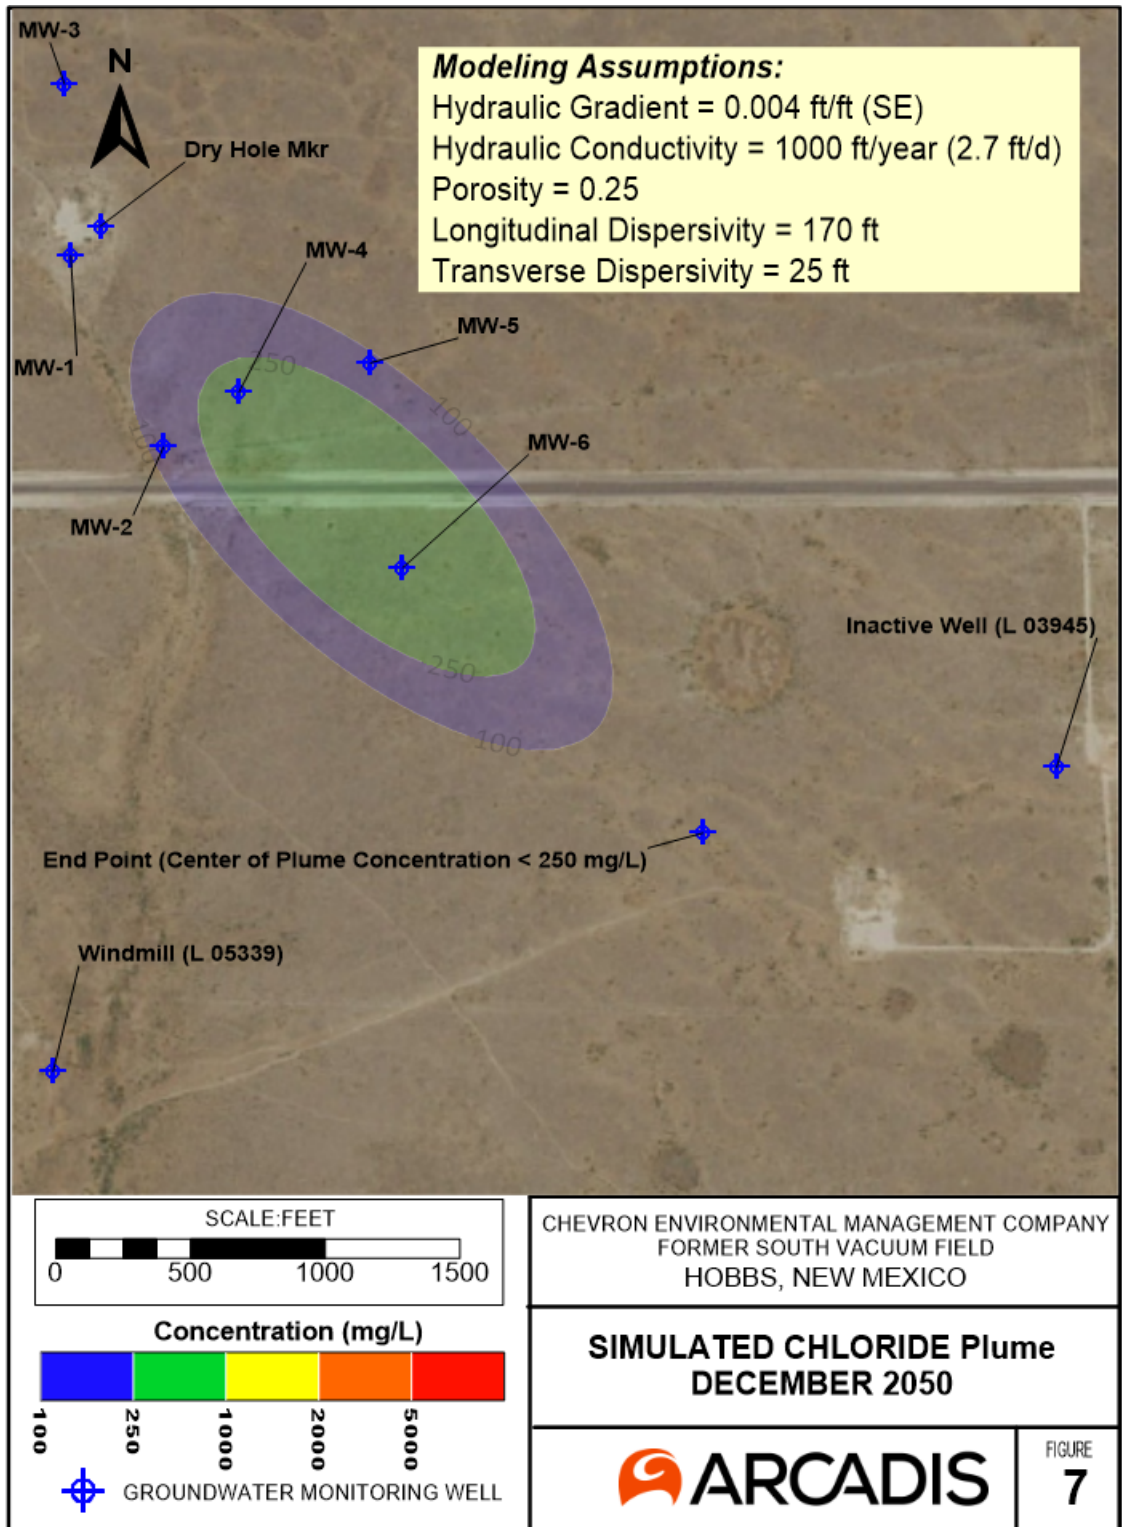 MW-3
N
Modeling Assumptions:
Hydraulic Gradient = 0.004 ft/ft (SE)
Hydraulic Conductivity = 1000 ft/year (2.7 ft/d)
Porosity = 0.25
Longitudinal Dispersivity = 170 ft
Transverse Dispersivity = 25 ft
Dry Hole Mkr
MW-4
MW-5
MW-1
250
100
100
MW-6
MW-2
Inactive Well (L 03945)
250
100
End Point (Center of Plume Concentration < 250 mg/L)
Windmill (L 05339)
SCALE:FEET
0 500 1000 1500
Concentration (mg/L)
100 250 1000 2000 5000
GROUNDWATER MONITORING WELL
CHEVRON ENVIRONMENTAL MANAGEMENT COMPANY
FORMER SOUTH VACUUM FIELD
HOBBS, NEW MEXICO
SIMULATED CHLORIDE Plume
DECEMBER 2050
ARCADIS
FIGURE
7